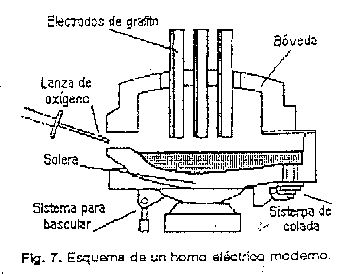 Electrodos de grafito
Bóveda
Lanza de
oxígeno
Solera
Sistema para
bascular
Sistema de
colada
Fig. 7. Esquema de un horno eléctrico moderno.